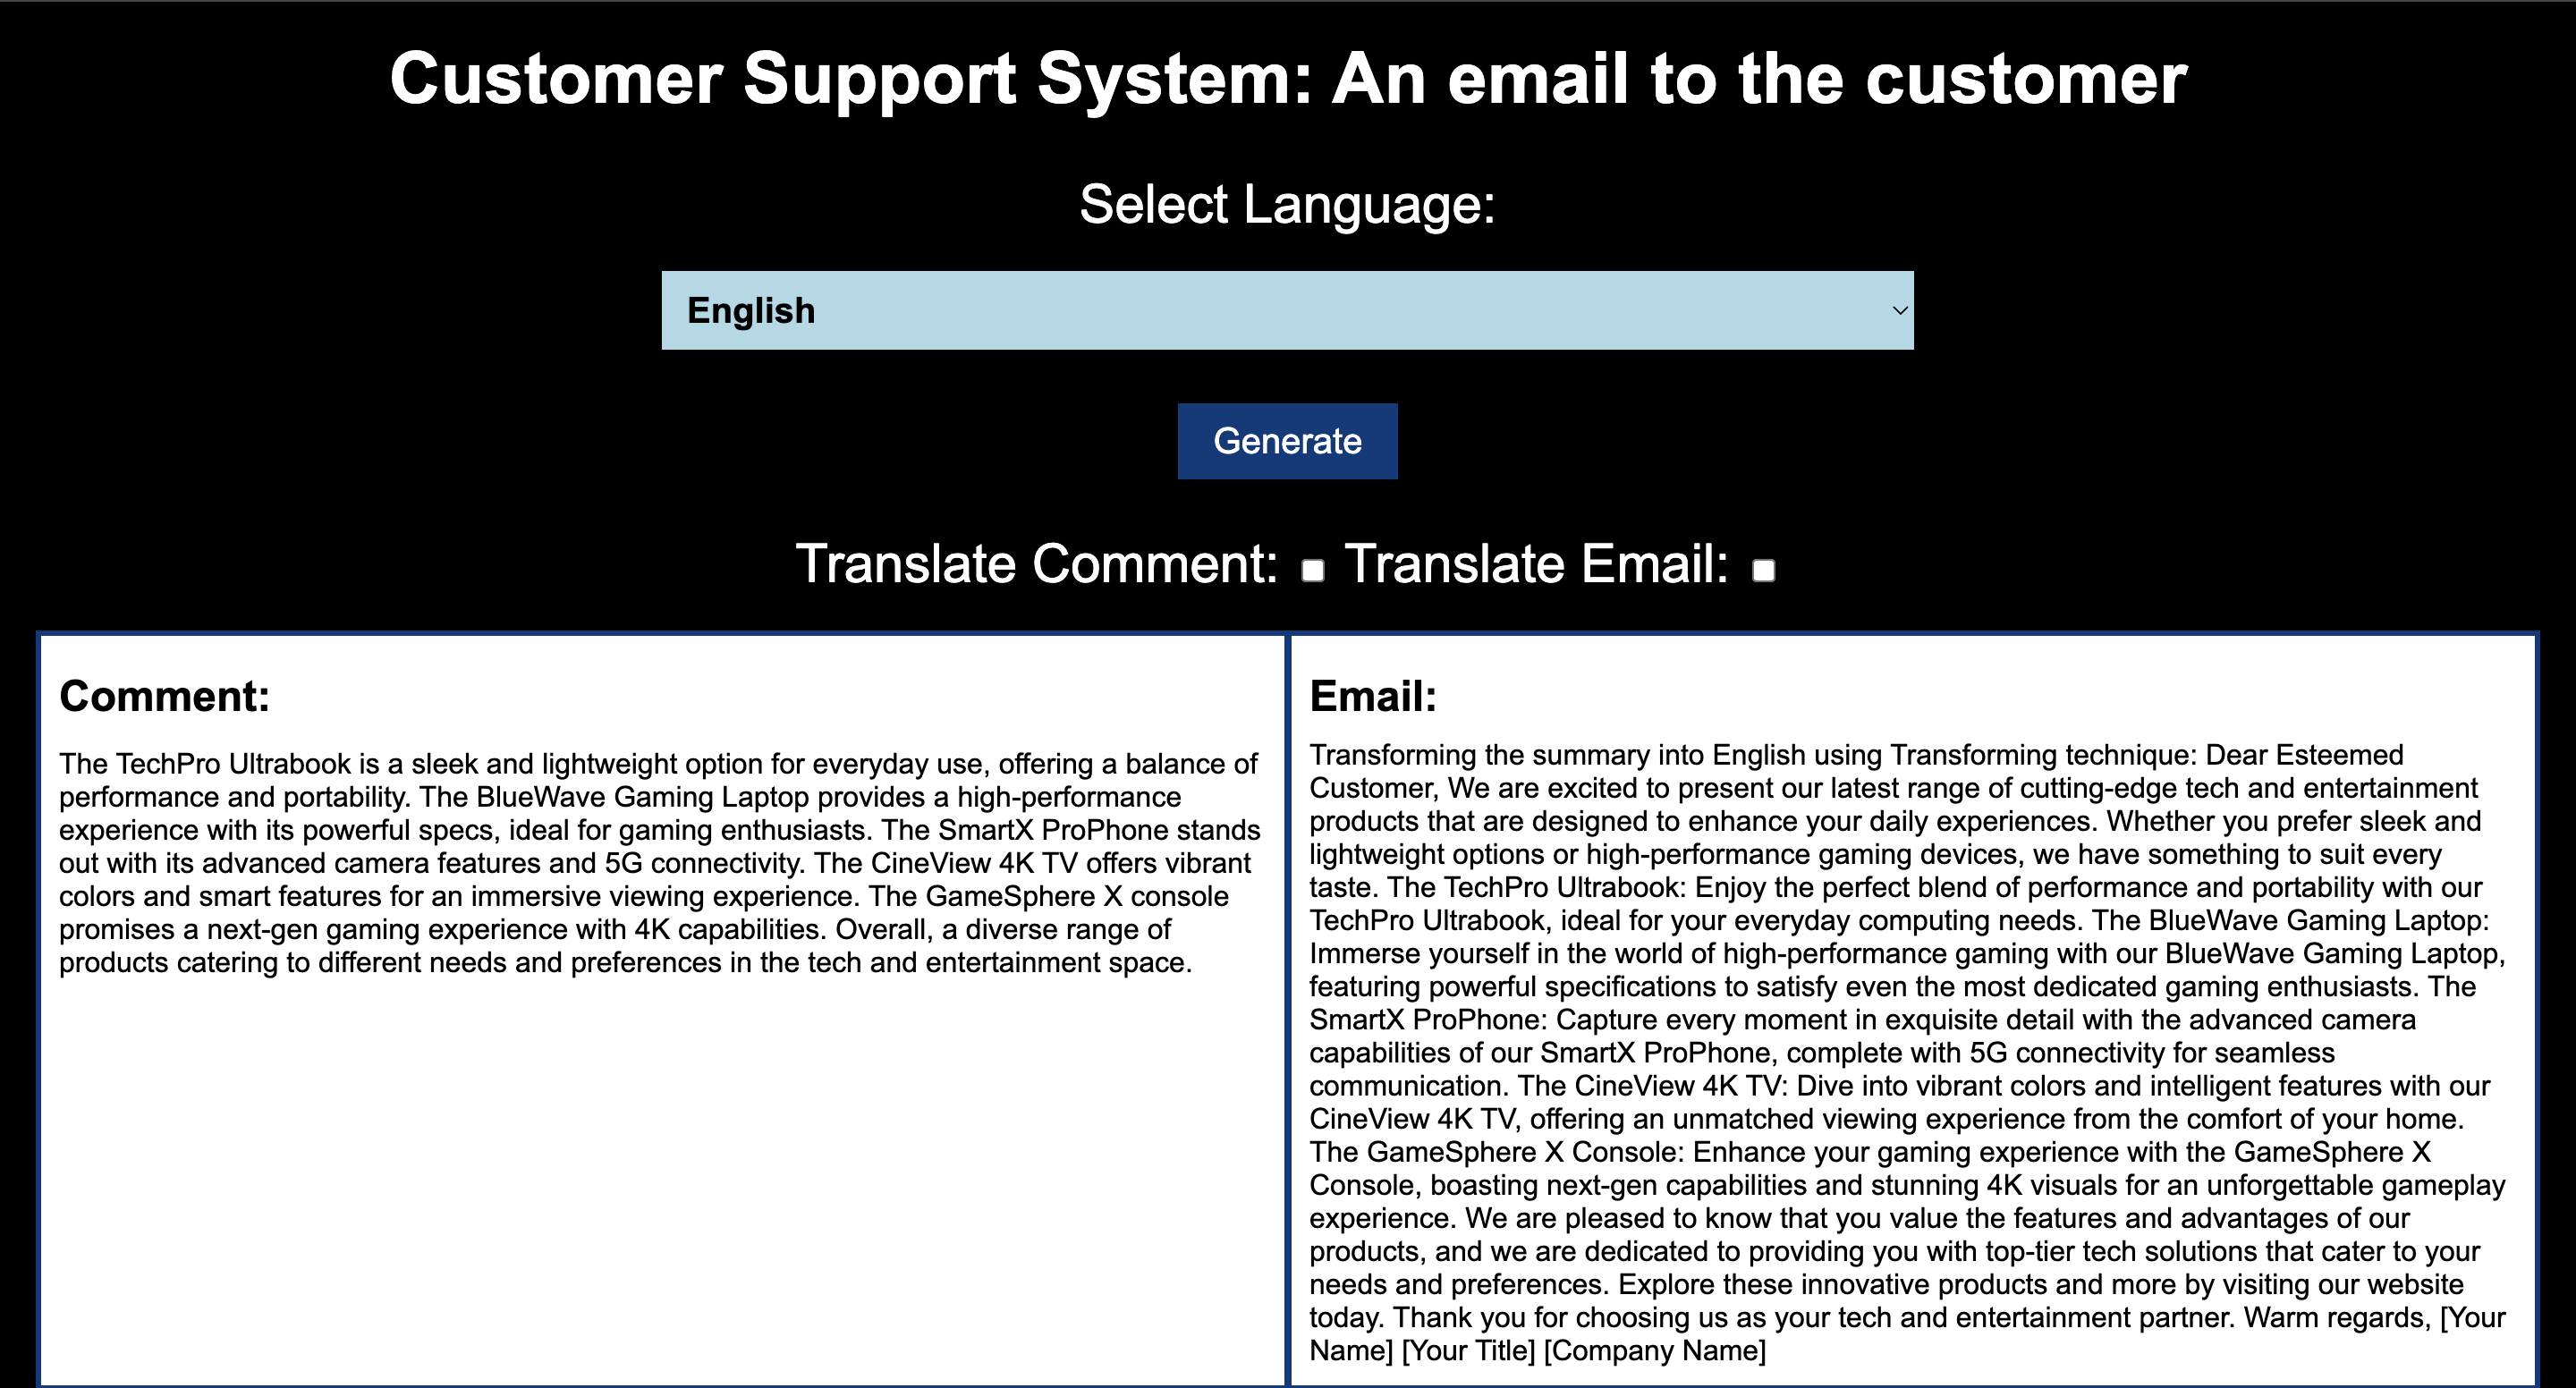 Customer Support System: An email to the customer
Select Language:
English
Generate
Translate Comment: Translate Email:
Comment:
The TechPro Ultrabook is a sleek and lightweight option for everyday use, offering a balance of
performance and portability. The BlueWave Gaming Laptop provides a high-performance
experience with its powerful specs, ideal for gaming enthusiasts. The SmartX ProPhone stands
out with its advanced camera features and 5G connectivity. The CineView 4K TV offers vibrant
colors and smart features for an immersive viewing experience. The GameSphere X console
promises a next-gen gaming experience with 4K capabilities. Overall, a diverse range of
products catering to different needs and preferences in the tech and entertainment space.
Email:
Transforming the summary into English using Transforming technique: Dear Esteemed
Customer, We are excited to present our latest range of cutting-edge tech and entertainment
products that are designed to enhance your daily experiences. Whether you prefer sleek and
lightweight options or high-performance gaming devices, we have something to suit every
taste. The TechPro Ultrabook: Enjoy the perfect blend of performance and portability with our
TechPro Ultrabook, ideal for your everyday computing needs. The BlueWave Gaming Laptop:
Immerse yourself in the world of high-performance gaming with our BlueWave Gaming Laptop,
featuring powerful specifications to satisfy even the most dedicated gaming enthusiasts. The
SmartX ProPhone: Capture every moment in exquisite detail with the advanced camera
capabilities of our SmartX ProPhone, complete with 5G connectivity for seamless
communication. The CineView 4K TV: Dive into vibrant colors and intelligent features with our
CineView 4K TV, offering an unmatched viewing experience from the comfort of your home.
The GameSphere X Console: Enhance your gaming experience with the GameSphere X
Console, boasting next-gen capabilities and stunning 4K visuals for an unforgettable gameplay
experience. We are pleased to know that you value the features and advantages of our
products, and we are dedicated to providing you with top-tier tech solutions that cater to your
needs and preferences. Explore these innovative products and more by visiting our website
today. Thank you for choosing us as your tech and entertainment partner. Warm regards, [Your
Name] [Your Title] [Company Name]